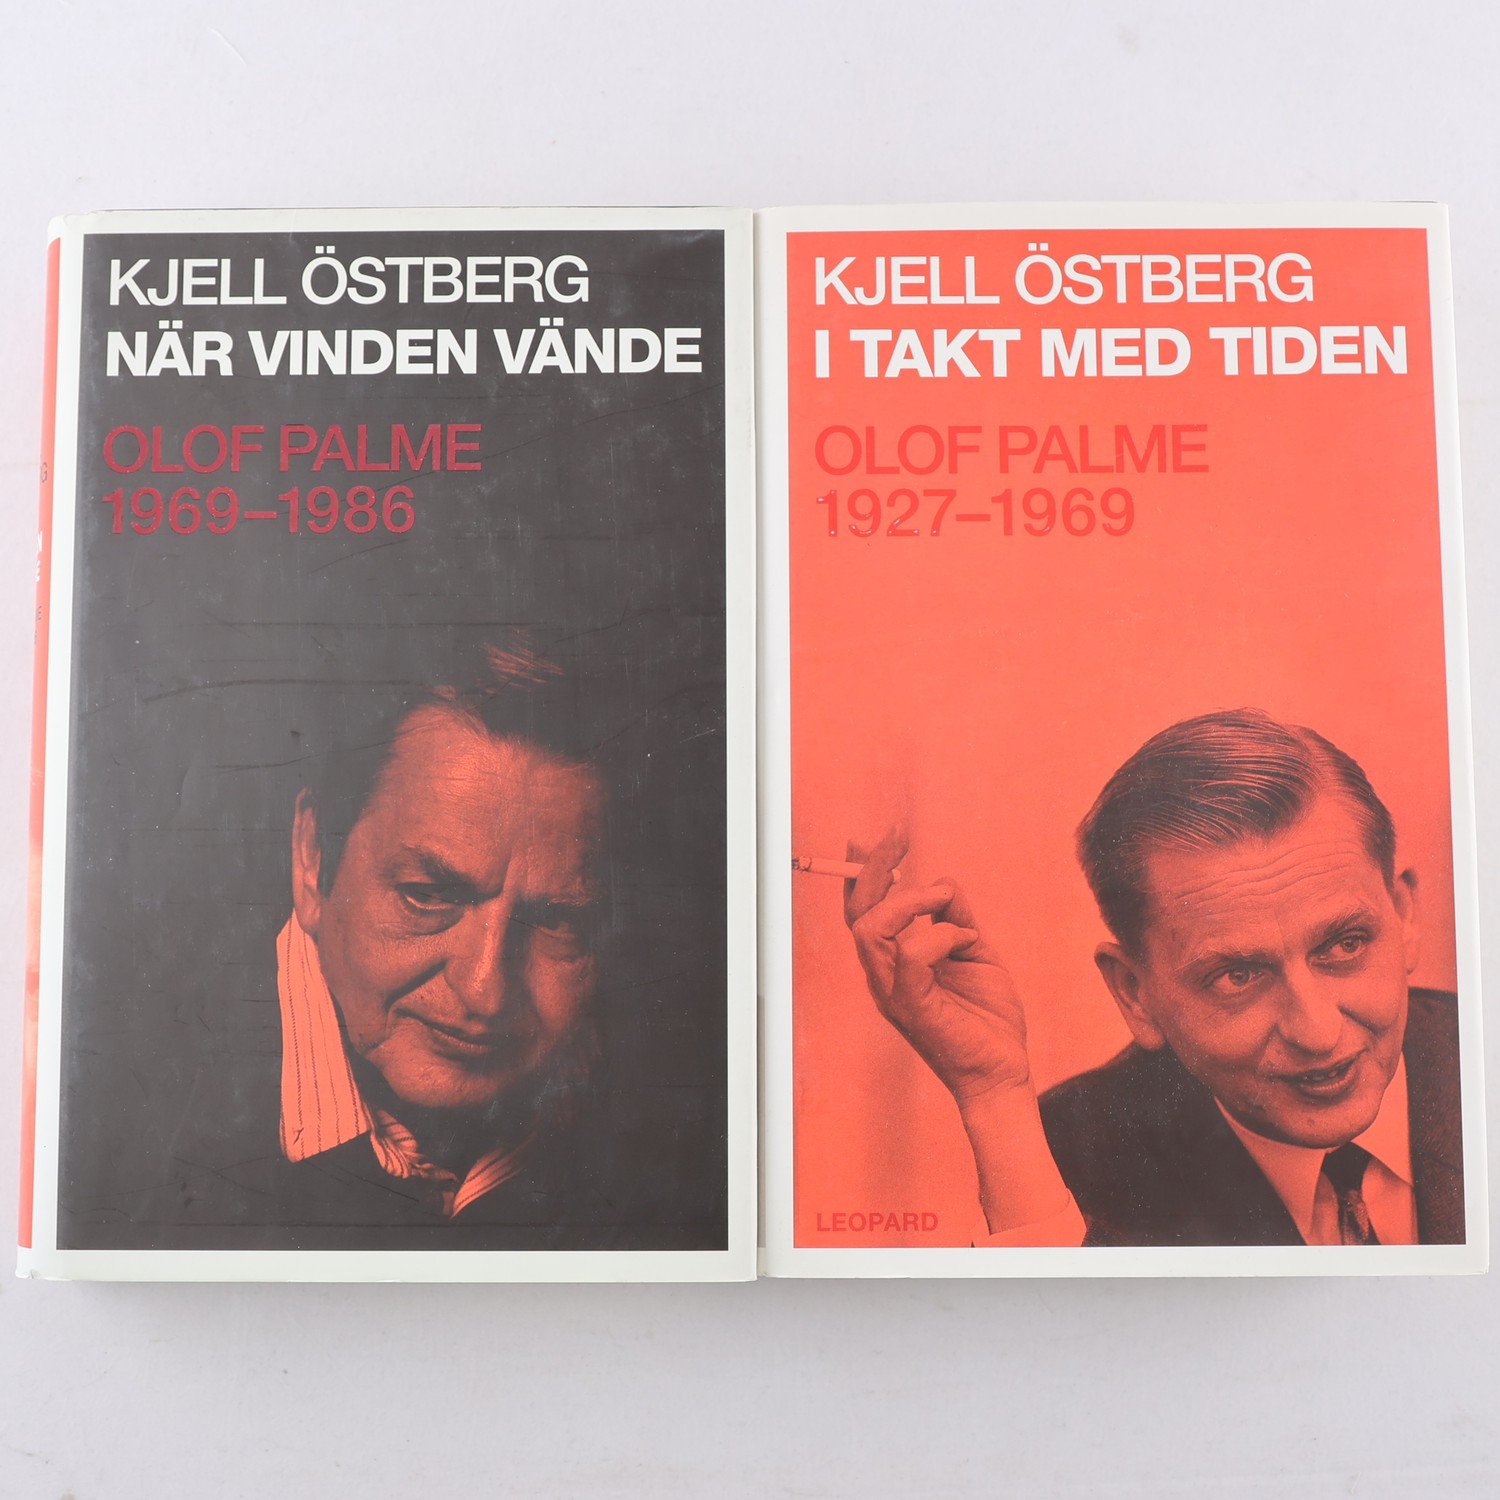 KJELL ÖSTBERG
NÄR VINDEN VÄNDE
OLOF PALME
1969–1986
KJELL ÖSTBERG
I TAKT MED TIDEN
OLOF PALME
1927–1969
LEOPARD